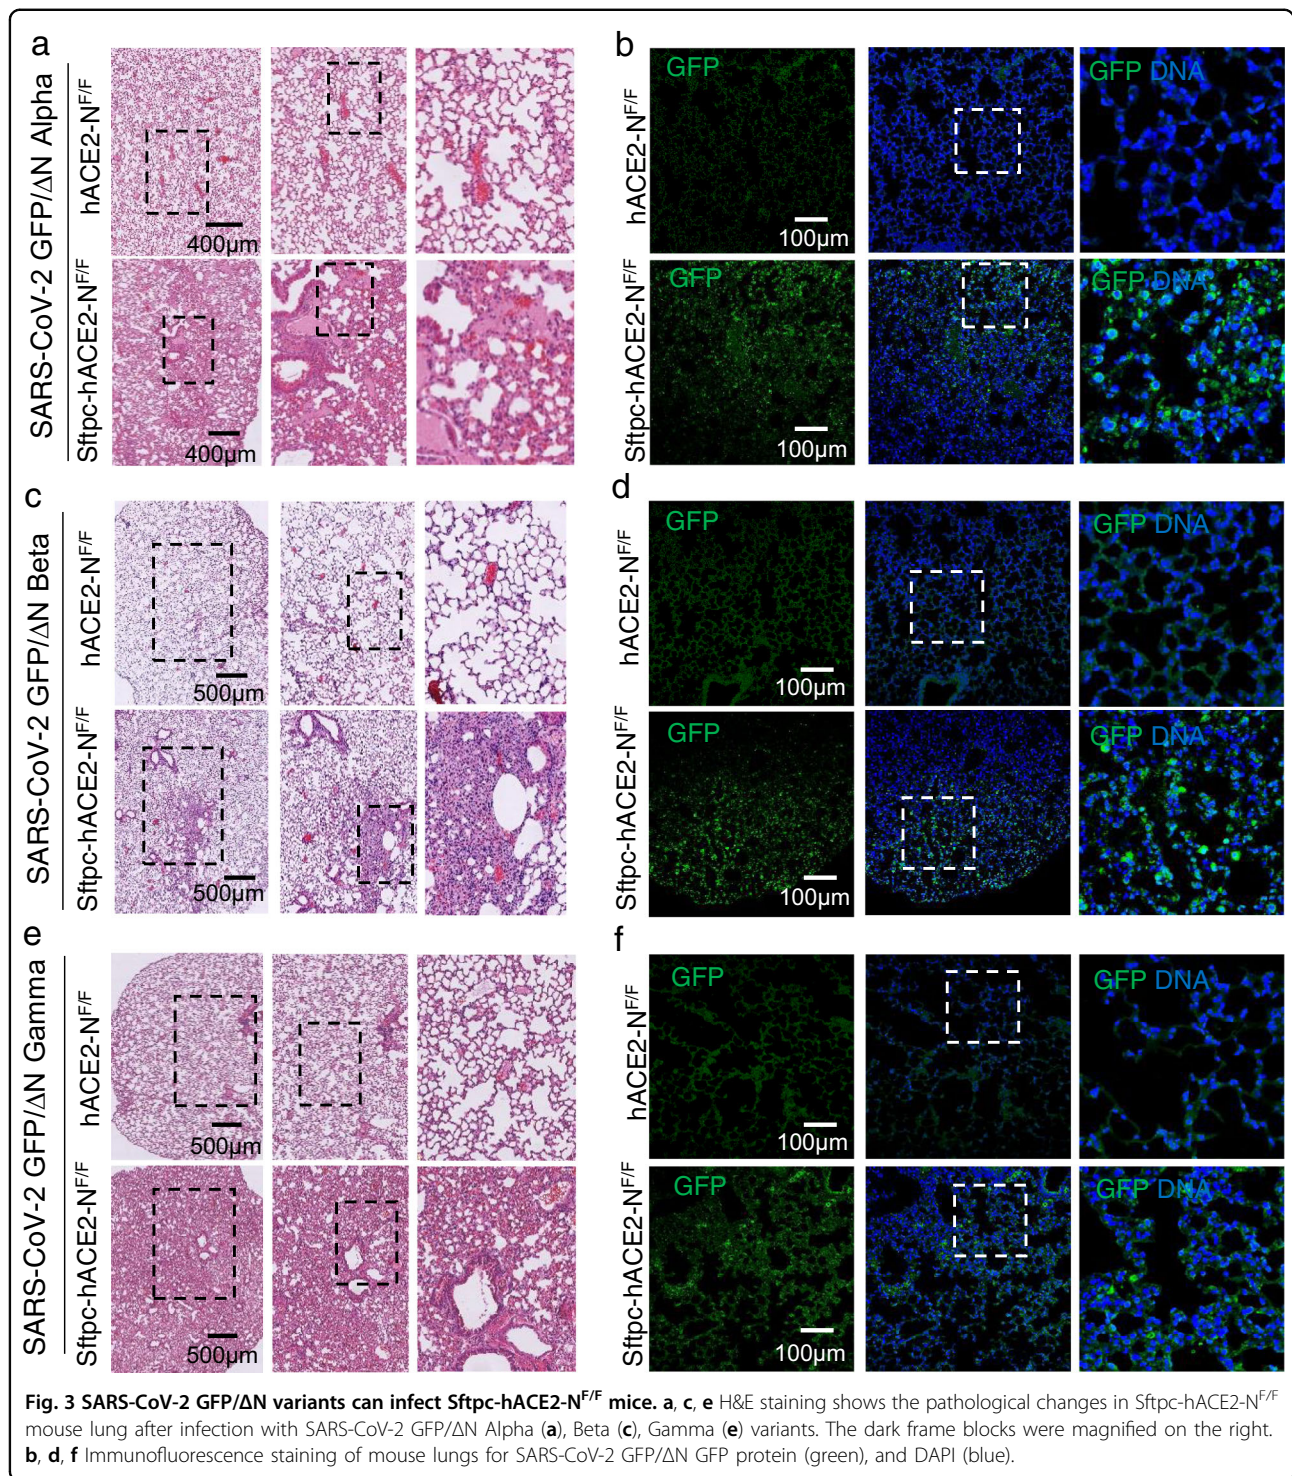 a
SARS-CoV-2 GFP/ΔN Alpha
hACE2-N^F/F
400µm
Sftpc-hACE2-N^F/F
400µm
b
hACE2-N^F/F
GFP
100µm
GFP DNA
Sftpc-hACE2-N^F/F
GFP
100µm
GFP DNA
c
SARS-CoV-2 GFP/ΔN Beta
hACE2-N^F/F
500µm
Sftpc-hACE2-N^F/F
500µm
d
hACE2-N^F/F
GFP
100µm
GFP DNA
Sftpc-hACE2-N^F/F
GFP
100µm
GFP DNA
e
SARS-CoV-2 GFP/ΔN Gamma
hACE2-N^F/F
500µm
Sftpc-hACE2-N^F/F
500µm
f
hACE2-N^F/F
GFP
100µm
GFP DNA
Sftpc-hACE2-N^F/F
GFP
100µm
GFP DNA
Fig. 3 SARS-CoV-2 GFP/ΔN variants can infect Sftpc-hACE2-N^F/F mice. a, c, e H&E staining shows the pathological changes in Sftpc-hACE2-N^F/F
mouse lung after infection with SARS-CoV-2 GFP/ΔN Alpha (a), Beta (c), Gamma (e) variants. The dark frame blocks were magnified on the right.
b, d, f Immunofluorescence staining of mouse lungs for SARS-CoV-2 GFP/ΔN GFP protein (green), and DAPI (blue).